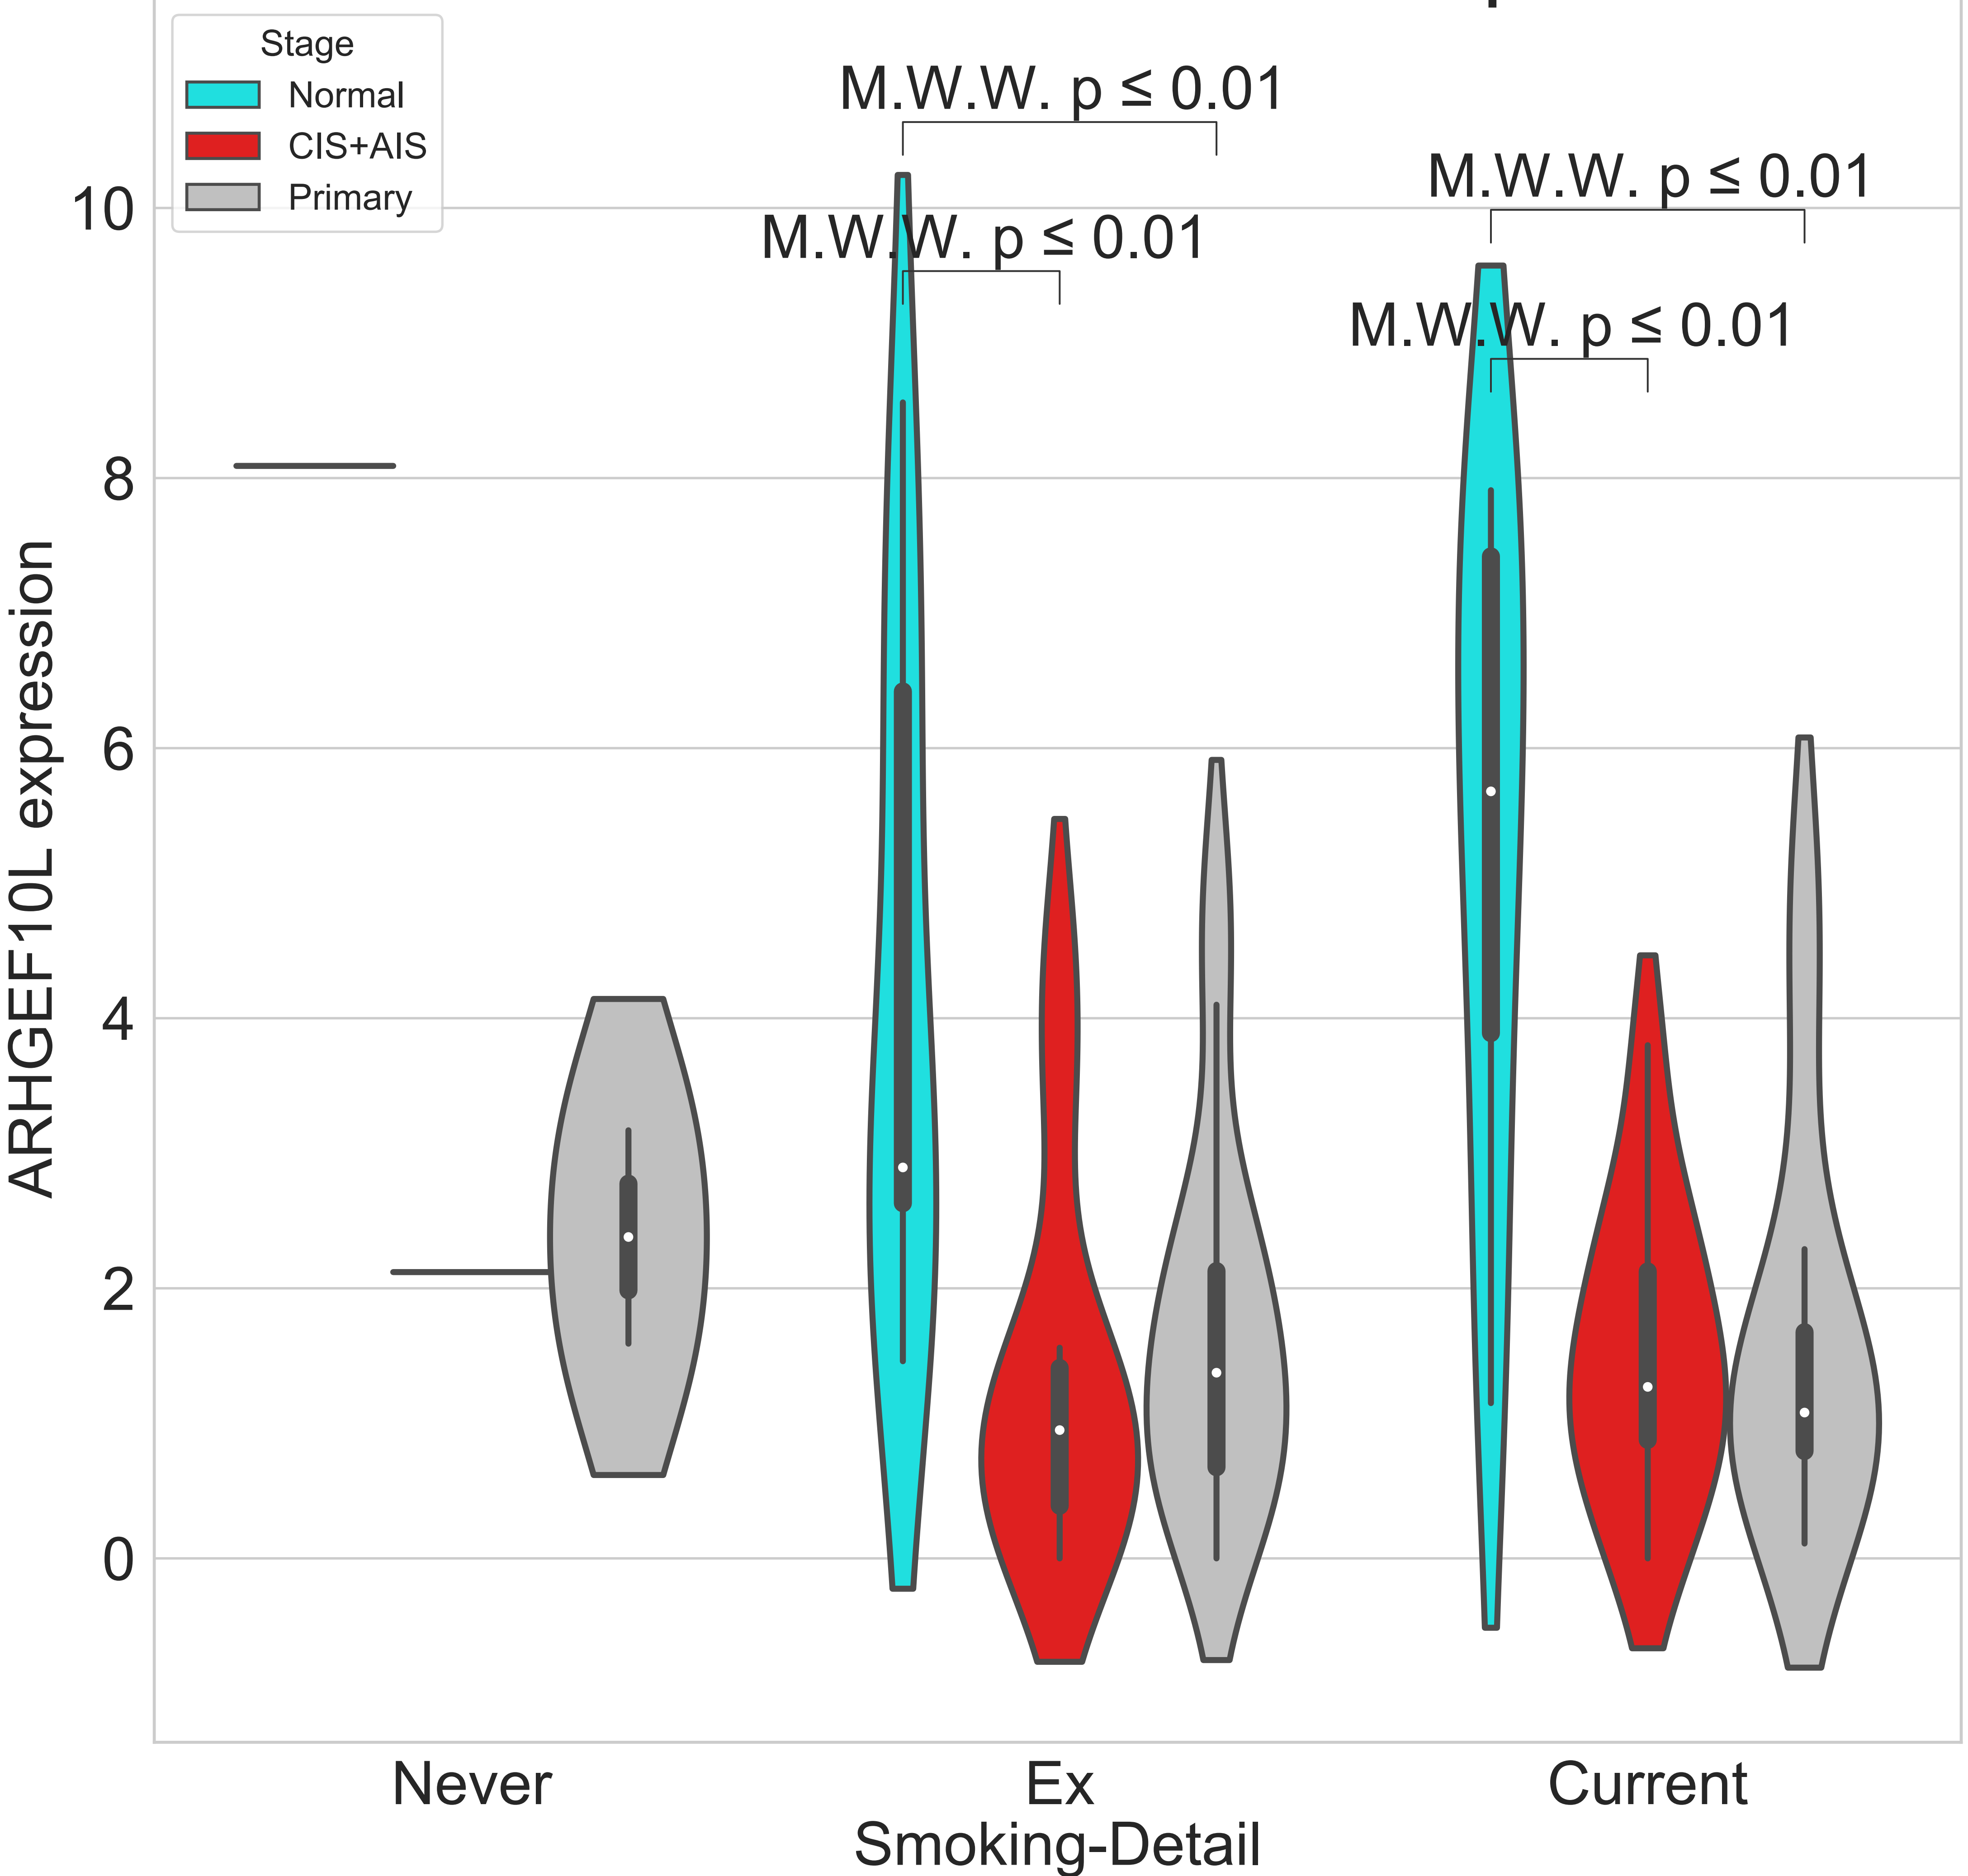 Stage
Normal
CIS+AIS
Primary
M.W.W. p ≤ 0.01
M.W.W. p ≤ 0.01
M.W.W. p ≤ 0.01
M.W.W. p ≤ 0.01
10
8
6
4
2
0
ARHGEF10L expression
Never
Ex
Current
Smoking-Detail